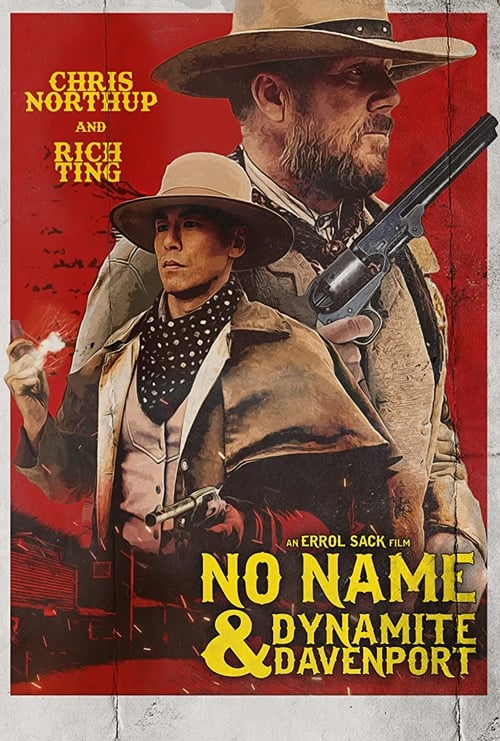 CHRIS
NORTHUP
AND
RICH
TING
AN ERROL SACK FILM
NO NAME
& DYNAMITE
DAVENPORT